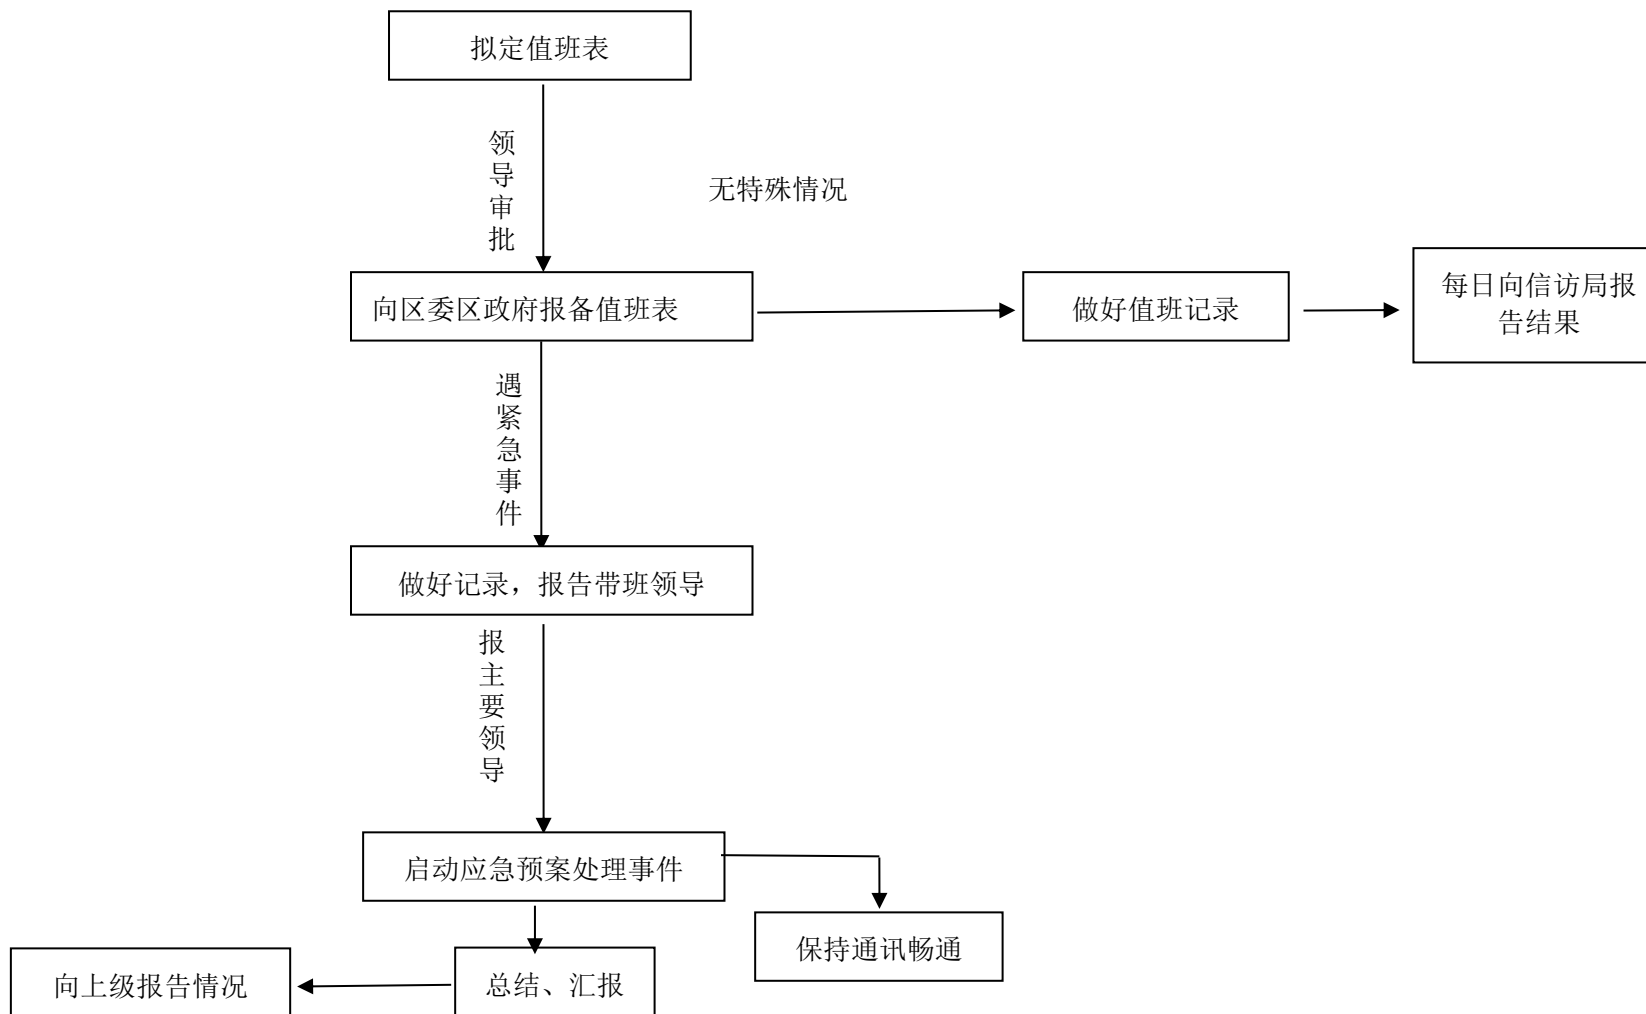 拟定值班表
领导审批
无特殊情况
向区委区政府报备值班表
做好值班记录
每日向信访局报
告结果
遇紧急事件
做好记录，报告带班领导
报主要领导
启动应急预案处理事件
保持通讯畅通
总结、汇报
向上级报告情况